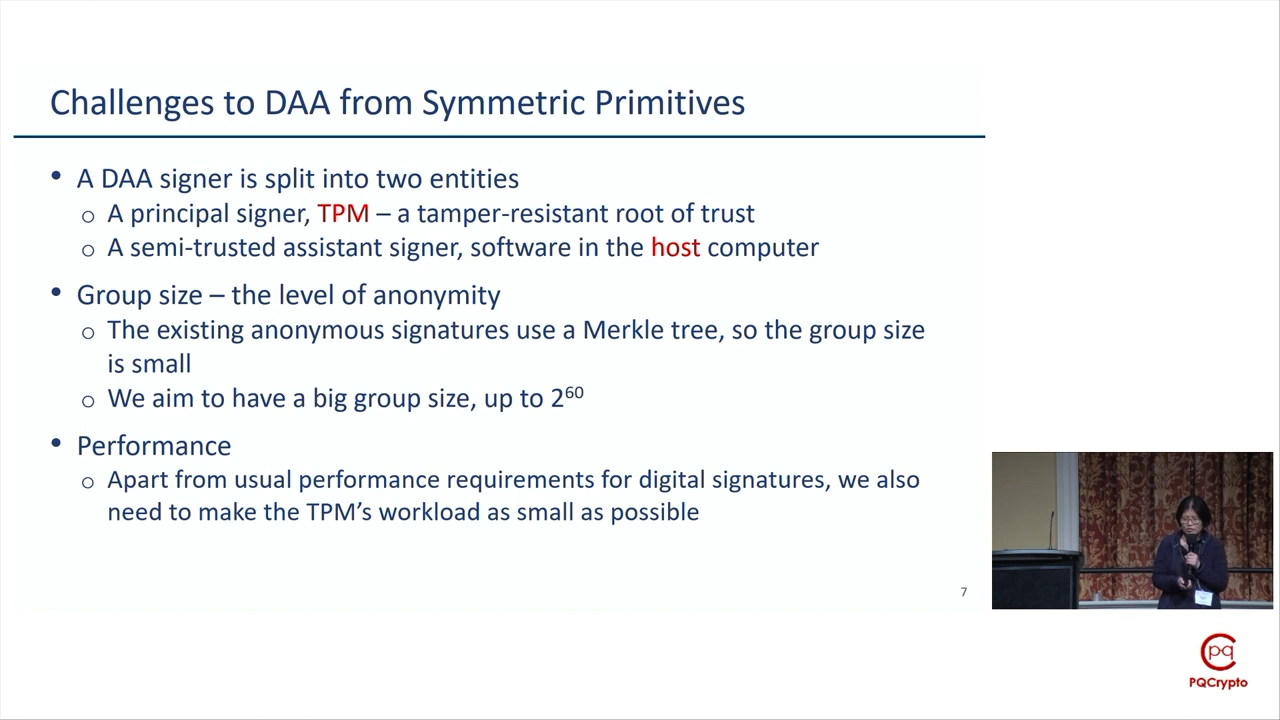 Challenges to DAA from Symmetric Primitives
• A DAA signer is split into two entities
o A principal signer, TPM – a tamper-resistant root of trust
o A semi-trusted assistant signer, software in the host computer
• Group size – the level of anonymity
o The existing anonymous signatures use a Merkle tree, so the group size
is small
o We aim to have a big group size, up to 2⁶⁰
• Performance
o Apart from usual performance requirements for digital signatures, we also
need to make the TPM’s workload as small as possible
7
pq
PQCrypto